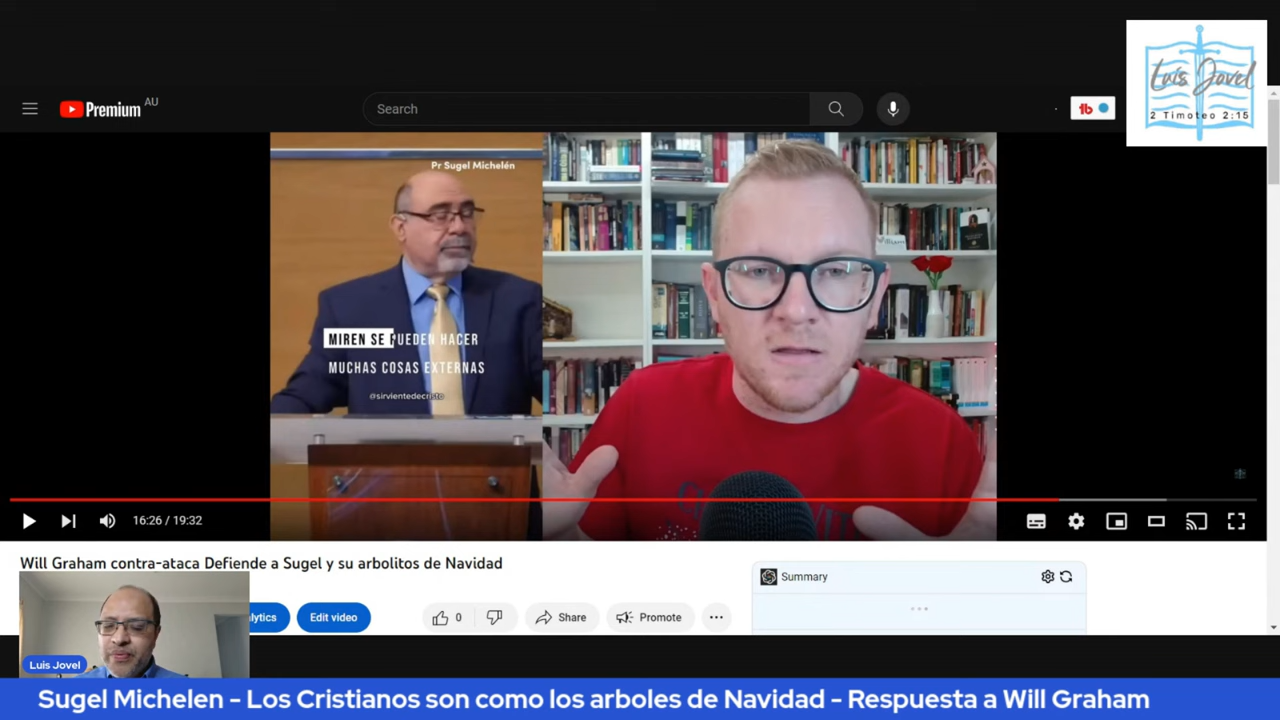 Luis Jovel
2 Timoteo 2:15
Premium AU
Search
Pr Sugel Michelén
MIREN SE PUEDEN HACER
MUCHAS COSAS EXTERNAS
@sirvientedecristo
16:26 / 19:32
Will Graham contra-ataca Defiende a Sugel y su arbolitos de Navidad
Summary
lytics
Edit video
0
Share
Promote
Luis Jovel
Sugel Michelen - Los Cristianos son como los arboles de Navidad - Respuesta a Will Graham